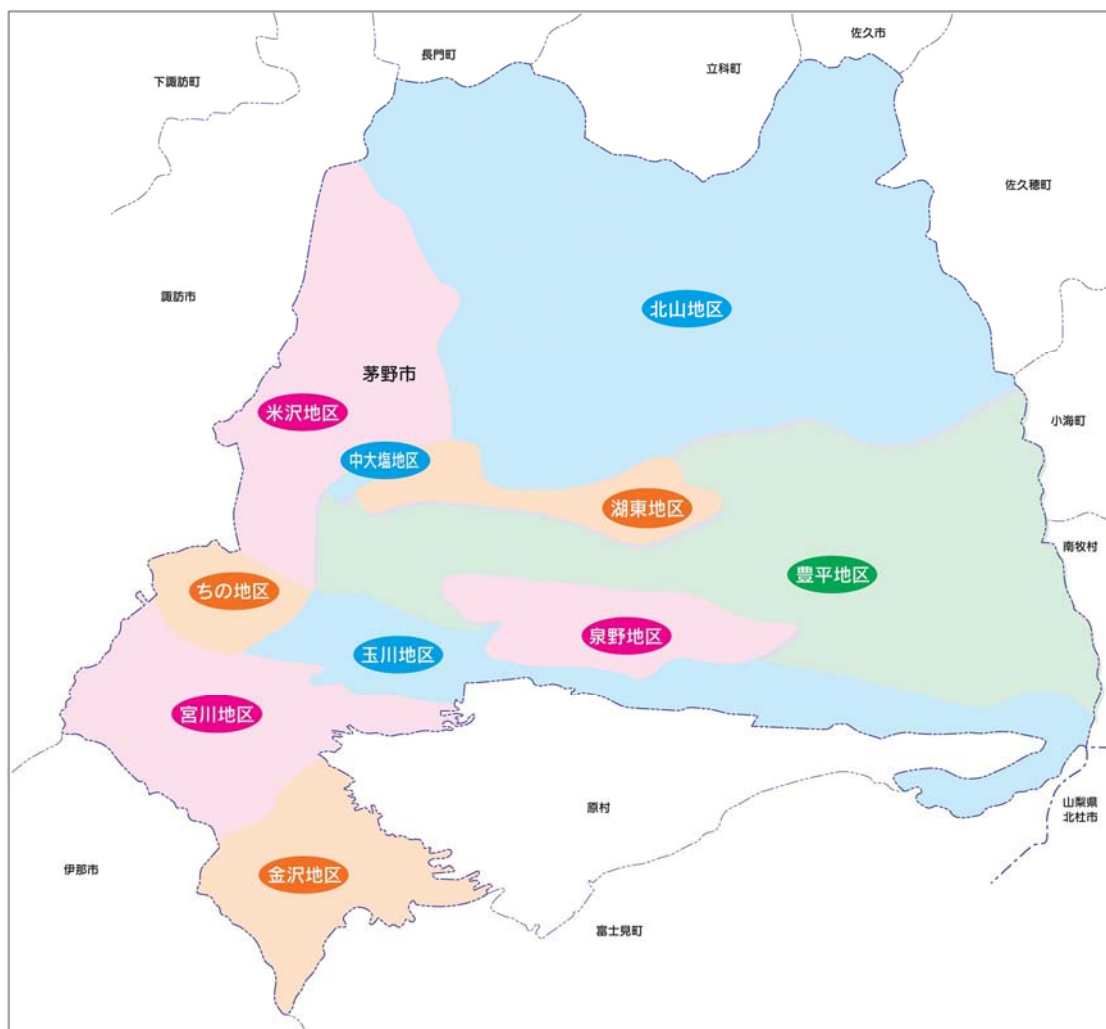 佐久市
長門町
立科町
下諏訪町
佐久穂町
諏訪市
北山地区
茅野市
米沢地区
小海町
中大塩地区
湖東地区
南牧村
豊平地区
ちの地区
泉野地区
玉川地区
宮川地区
原村
山梨県
北杜市
伊那市
金沢地区
富士見町